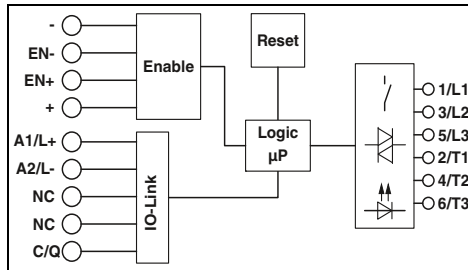 -
EN-
EN+
+
Enable
Reset
A1/L+
A2/L-
NC
NC
C/Q
IO-Link
Logic
µP
1/L1
3/L2
5/L3
2/T1
4/T2
6/T3